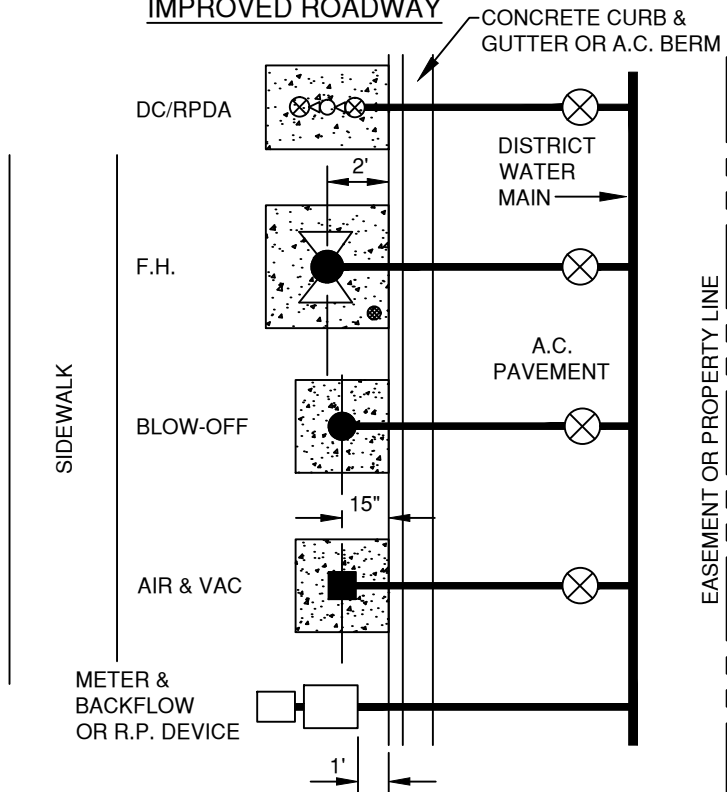 IMPROVED ROADWAY
CONCRETE CURB &
GUTTER OR A.C. BERM
DC/RPDA
DISTRICT
WATER
MAIN
2'
F.H.
A.C.
PAVEMENT
SIDEWALK
EASEMENT OR PROPERTY LINE
BLOW-OFF
15"
AIR & VAC
METER &
BACKFLOW
OR R.P. DEVICE
1'